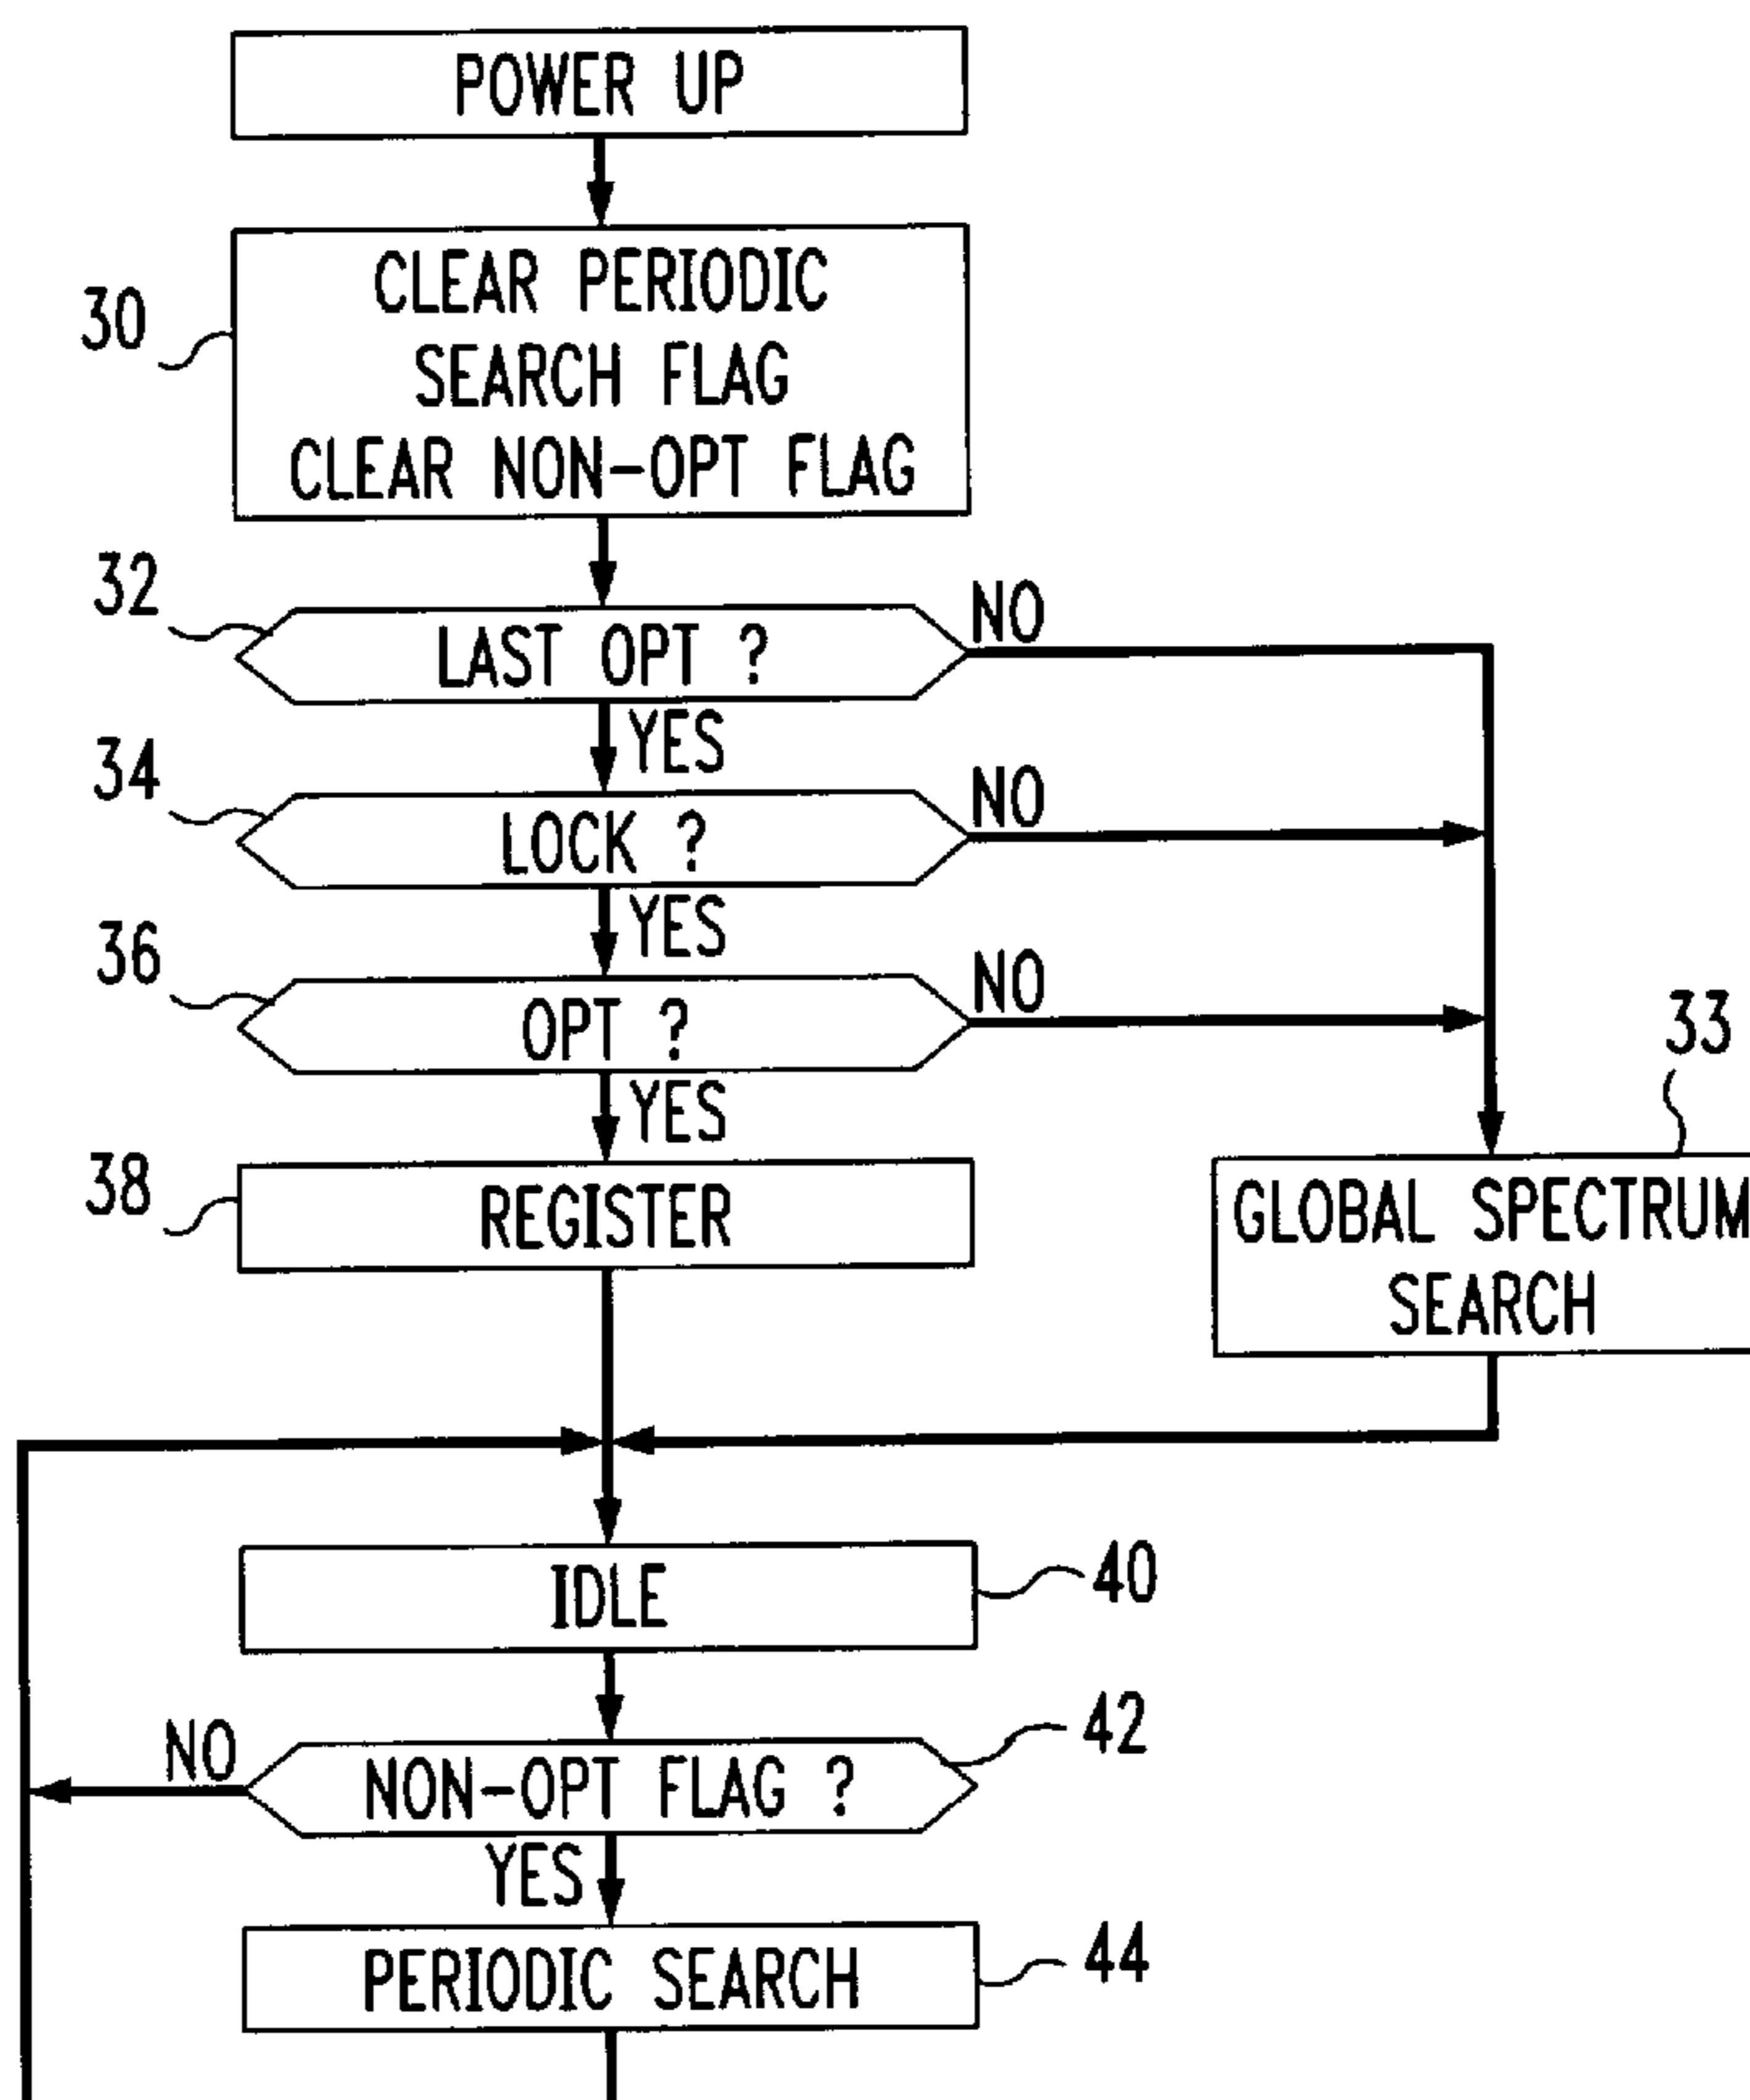 POWER UP
30
CLEAR PERIODIC
SEARCH FLAG
CLEAR NON-OPT FLAG
32
LAST OPT ?
NO
YES
34
LOCK ?
NO
YES
36
OPT ?
NO
YES
33
38
REGISTER
GLOBAL SPECTRUM
SEARCH
IDLE
40
NO
NON-OPT FLAG ?
42
YES
PERIODIC SEARCH
44